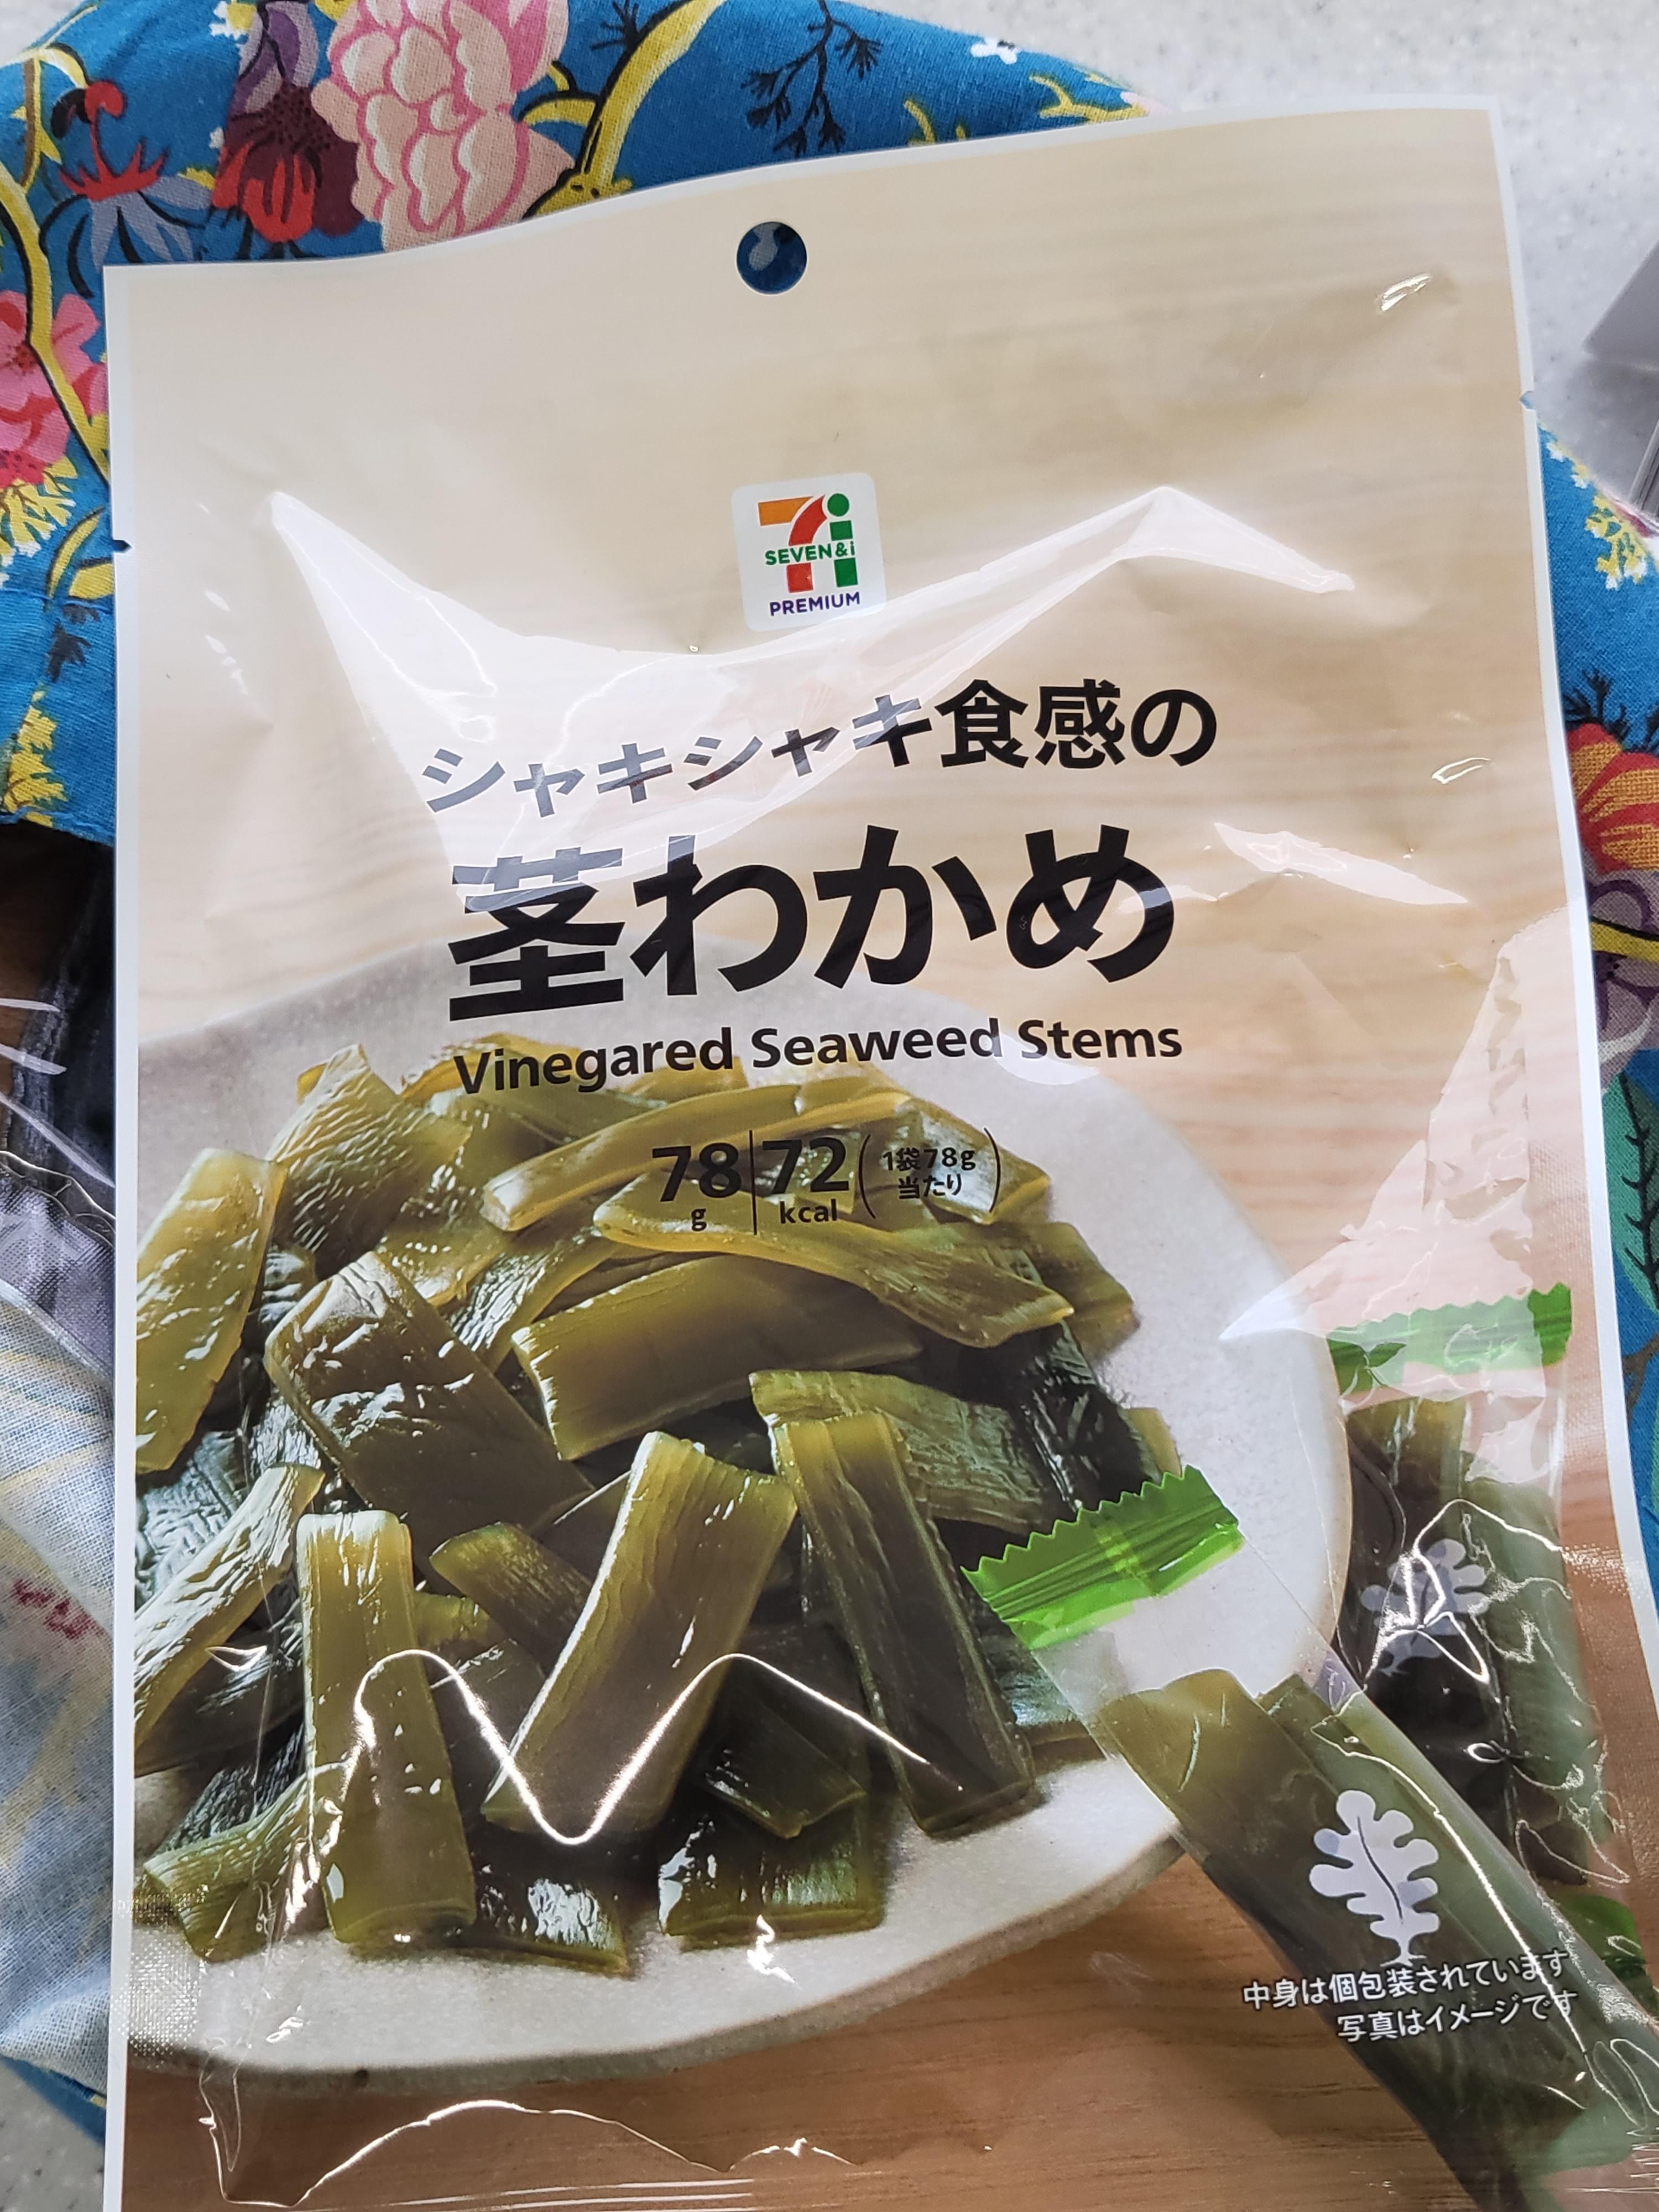 SEVEN&i
PREMIUM
シャキシャキ食感の
茎わかめ
Vinegared Seaweed Stems
78g 72kcal (1袋78g当たり)
中身は個包装されています
写真はイメージです